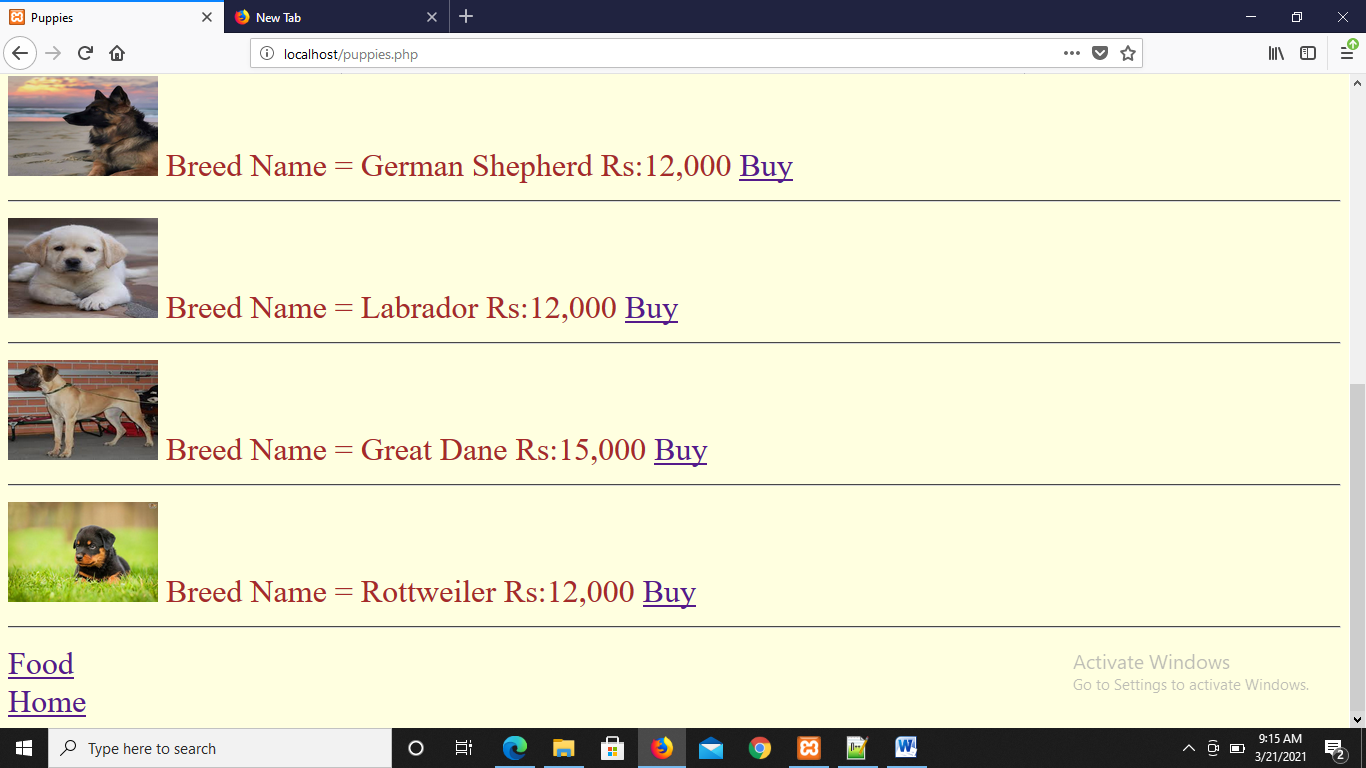 Puppies
New Tab
localhost/puppies.php
Breed Name = German Shepherd Rs:12,000 Buy
Breed Name = Labrador Rs:12,000 Buy
Breed Name = Great Dane Rs:15,000 Buy
Breed Name = Rottweiler Rs:12,000 Buy
Food
Home
Activate Windows
Go to Settings to activate Windows.
Type here to search
9:15 AM
3/21/2021
2